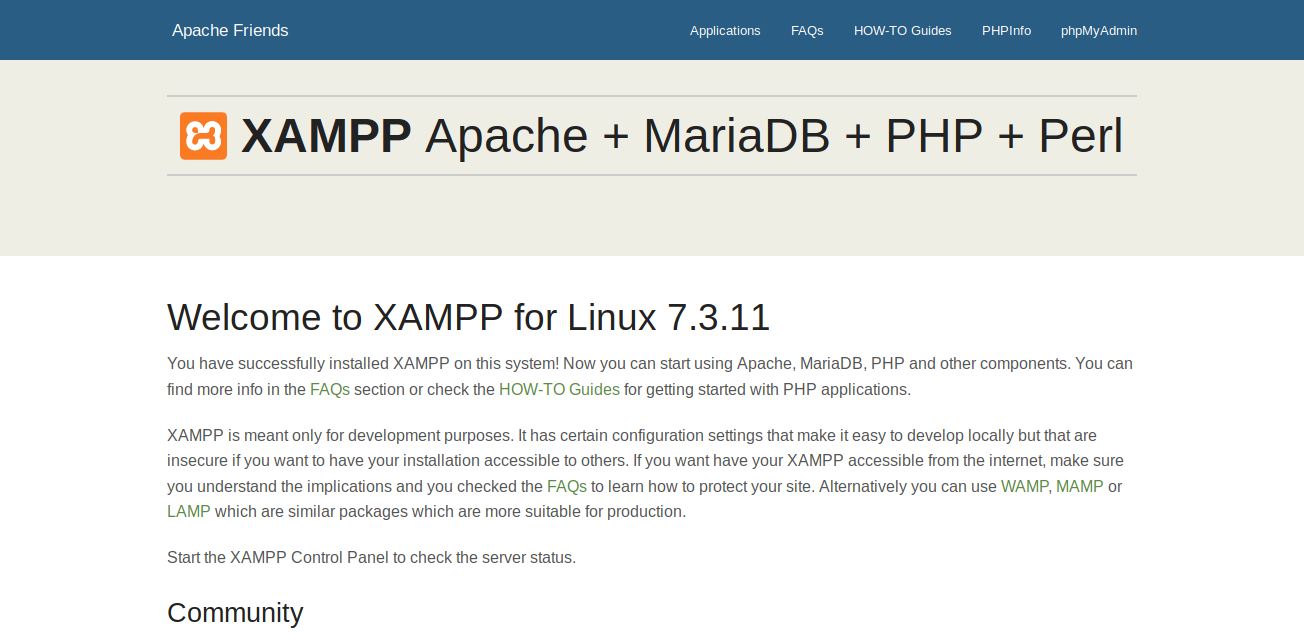 Apache Friends
Applications FAQs HOW-TO Guides PHPInfo phpMyAdmin
XAMPP Apache + MariaDB + PHP + Perl
Welcome to XAMPP for Linux 7.3.11
You have successfully installed XAMPP on this system! Now you can start using Apache, MariaDB, PHP and other components. You can
find more info in the FAQs section or check the HOW-TO Guides for getting started with PHP applications.
XAMPP is meant only for development purposes. It has certain configuration settings that make it easy to develop locally but that are
insecure if you want to have your installation accessible to others. If you want have your XAMPP accessible from the internet, make sure
you understand the implications and you checked the FAQs to learn how to protect your site. Alternatively you can use WAMP, MAMP or
LAMP which are similar packages which are more suitable for production.
Start the XAMPP Control Panel to check the server status.
Community